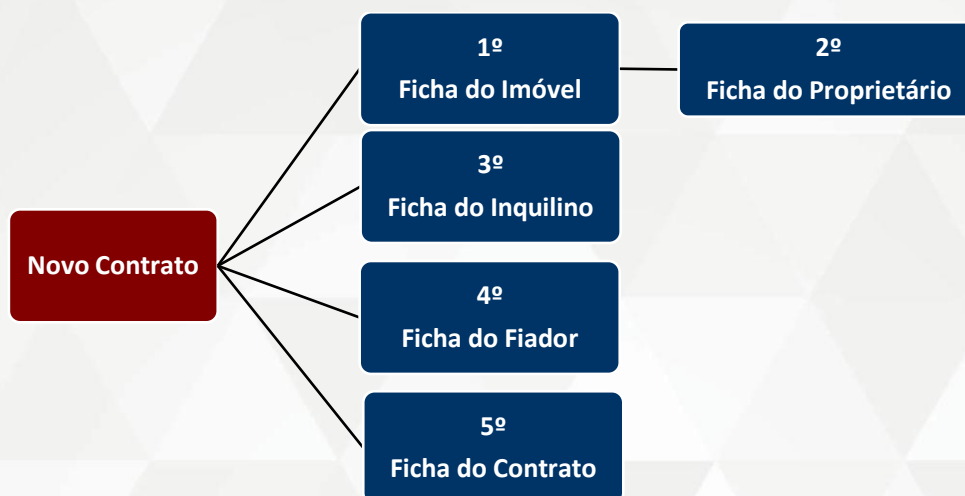 Novo Contrato
1º
Ficha do Imóvel
2º
Ficha do Proprietário
3º
Ficha do Inquilino
4º
Ficha do Fiador
5º
Ficha do Contrato